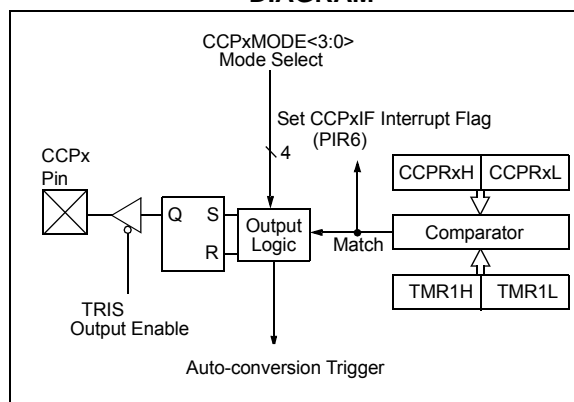 DIAGRAM
CCPxMODE<3:0>
Mode Select
Set CCPxIF Interrupt Flag
(PIR6)
4
CCPx
Pin
CCPRxH CCPRxL
Q S
R
Output
Logic
Match
Comparator
TMR1H TMR1L
TRIS
Output Enable
Auto-conversion Trigger